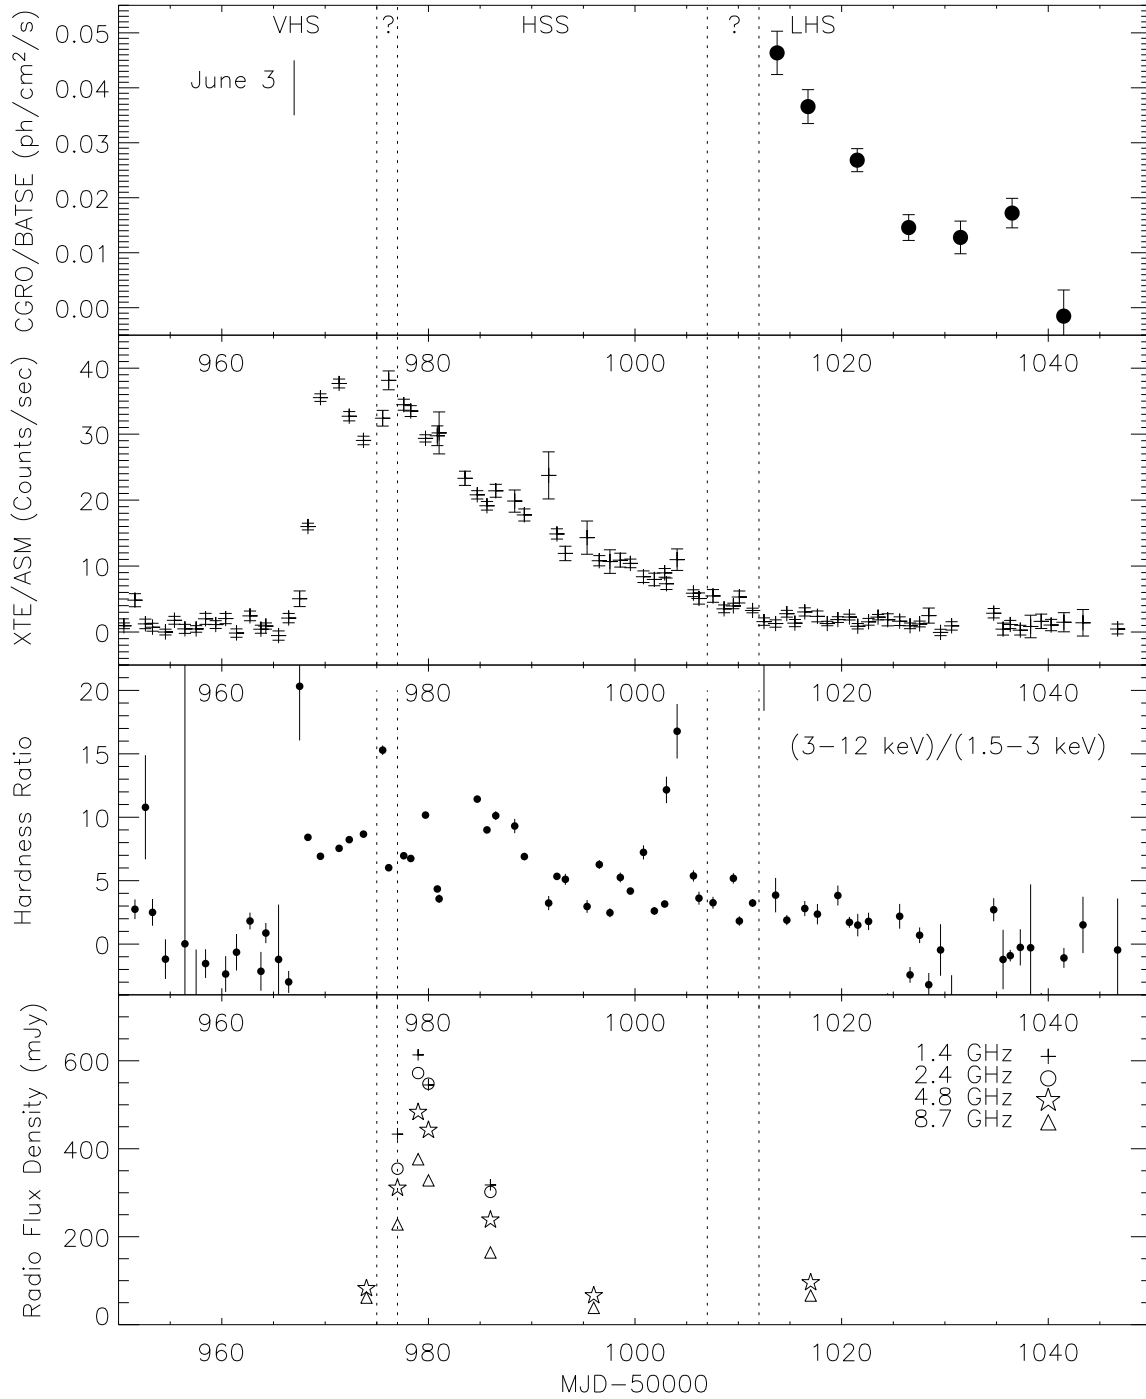 VHS ? HSS ? LHS
June 3
CGRO/BATSE (ph/cm²/s)
0.05
0.04
0.03
0.02
0.01
0.00
960 980 1000 1020 1040
XTE/ASM (Counts/sec)
40
30
20
10
0
960 980 1000 1020 1040
(3-12 keV)/(1.5-3 keV)
Hardness Ratio
20
15
10
5
0
960 980 1000 1020 1040
Radio Flux Density (mJy)
600
400
200
0
1.4 GHz
2.4 GHz
4.8 GHz
8.7 GHz
960 980 1000 1020 1040
MJD-50000